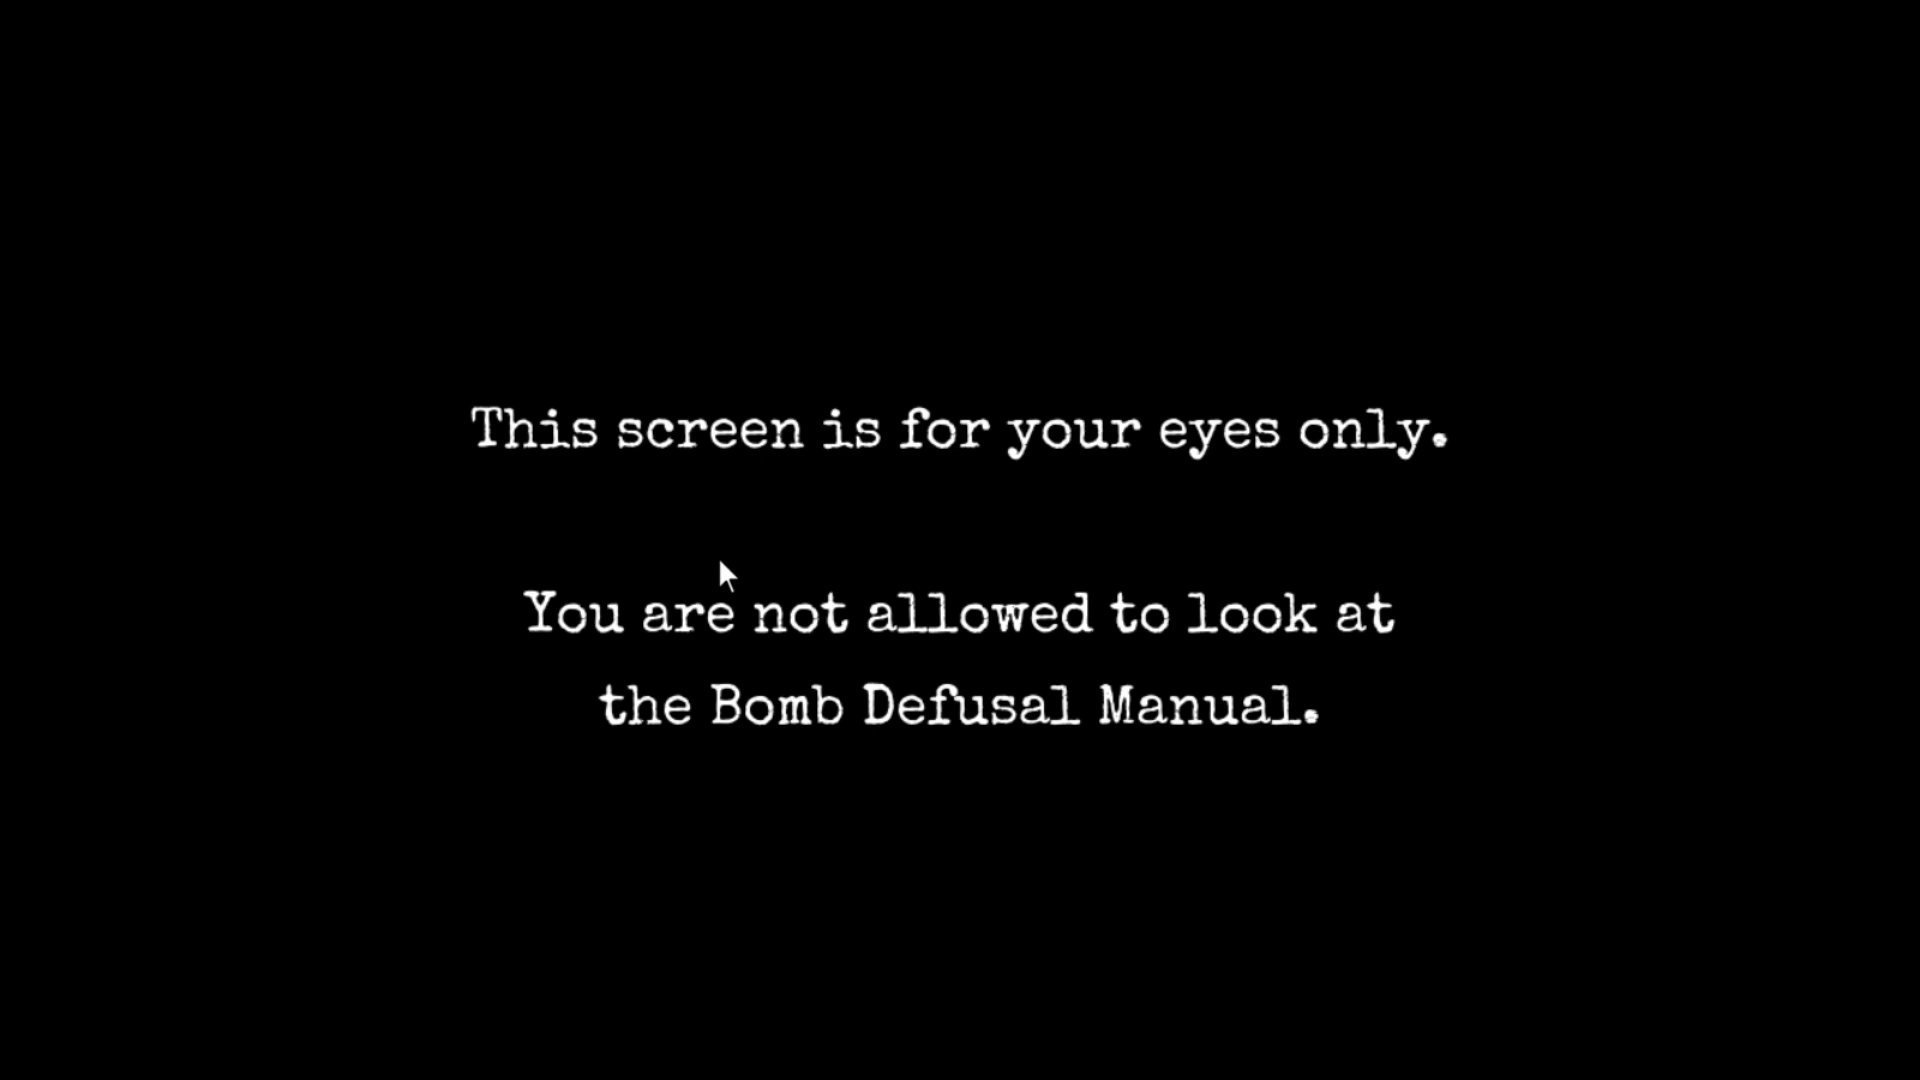 This screen is for your eyes only.
You are not allowed to look at
the Bomb Defusal Manual.